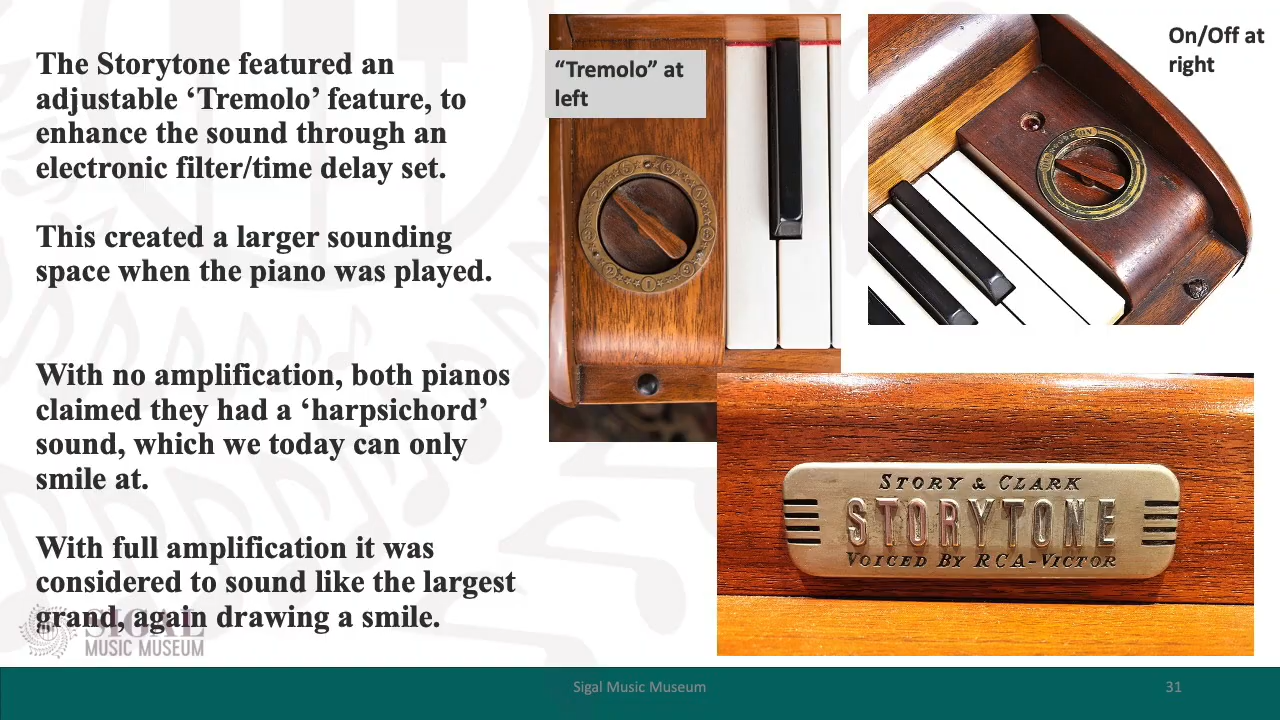 The Storytone featured an
adjustable ‘Tremolo’ feature, to
enhance the sound through an
electronic filter/time delay set.
This created a larger sounding
space when the piano was played.
With no amplification, both pianos
claimed they had a ‘harpsichord’
sound, which we today can only
smile at.
With full amplification it was
considered to sound like the largest
grand, again drawing a smile.
“Tremolo” at
left
On/Off at
right
ON
STORY & CLARK
STORYTONE
VOICED BY RCA-VICTOR
SIGAL
MUSIC MUSEUM
Sigal Music Museum
31